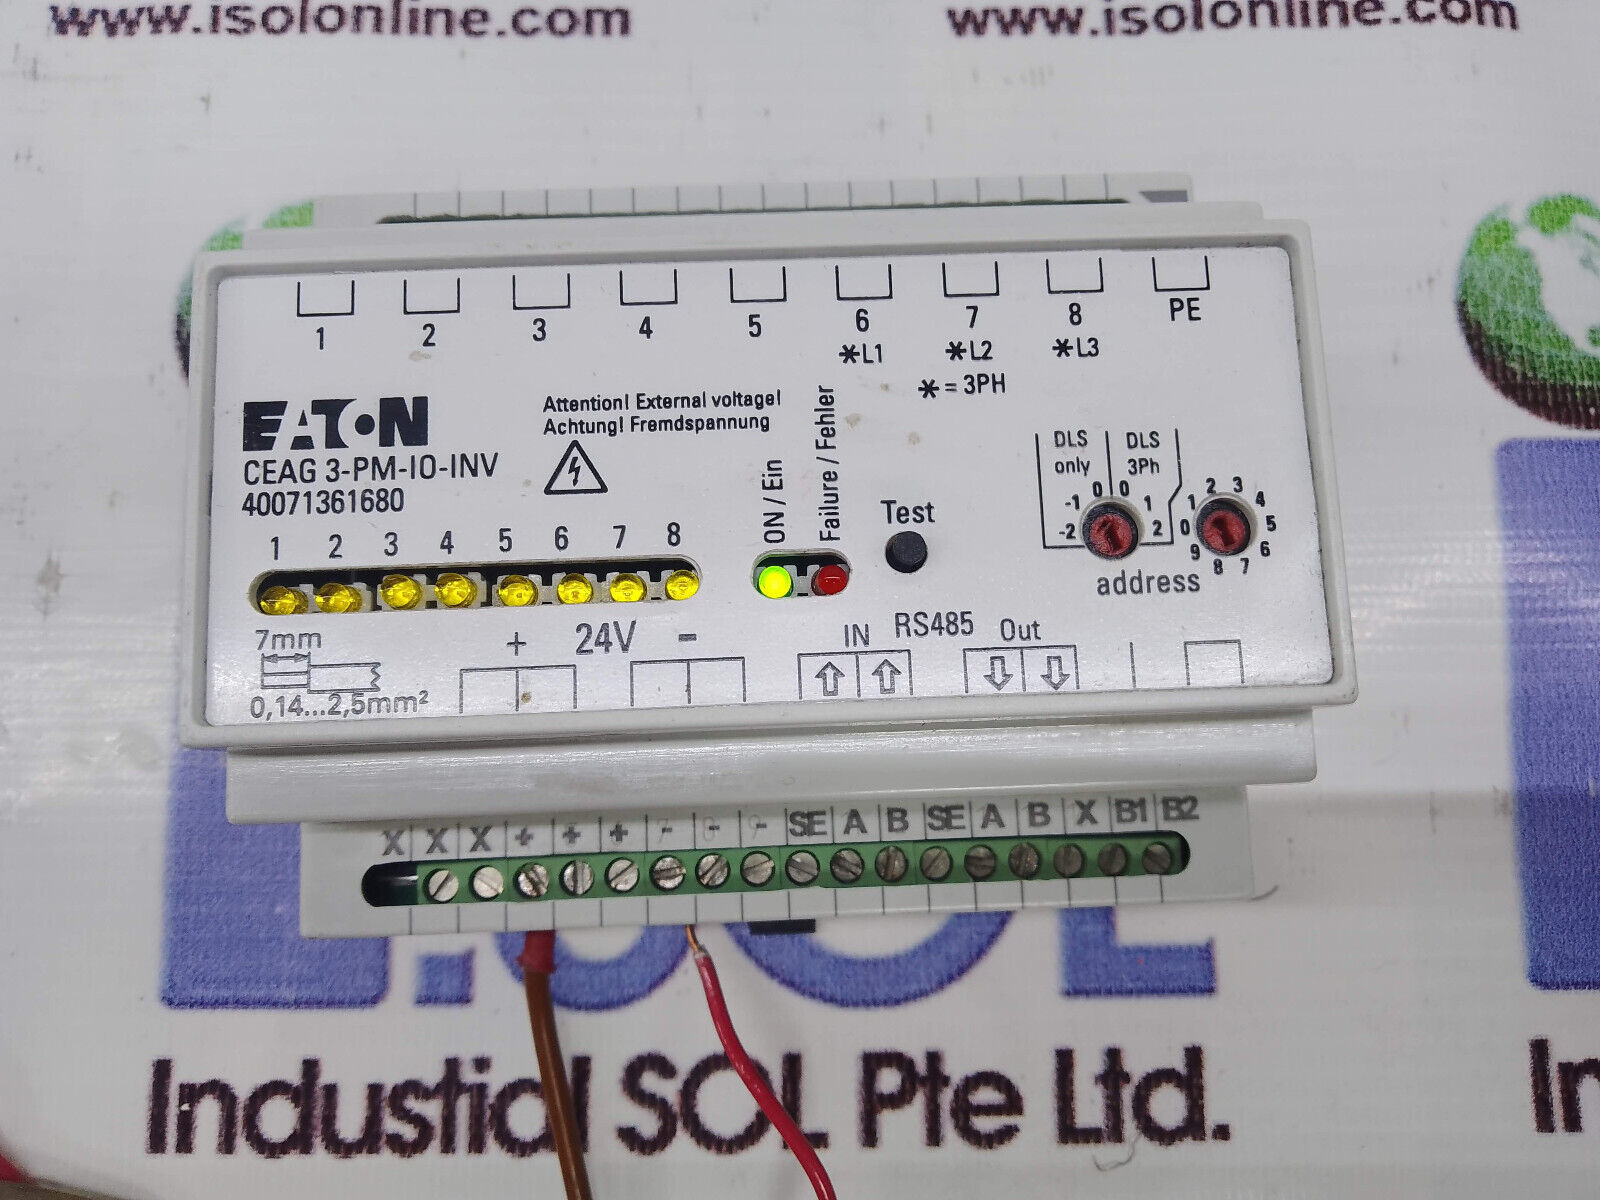 www.isolonline.com
www.isolonline.com
1 2 3 4 5 6 7 8 PE
*L1 *L2 *L3
* = 3PH
EATON
CEAG 3-PM-IO-INV
40071361680
Attention! External voltage!
Achtung! Fremdspannung
ON / Ein
Failure / Fehler
Test
DLS only
DLS 3Ph
-2 -1 0 0 1 2
0 1 2 3 4 5 6 7 8 9
address
1 2 3 4 5 6 7 8
7mm
0,14...2,5mm²
+ 24V -
IN RS485 Out
X X X + + + - - - SE A B SE A B X B1 B2
Industial SOL Pte Ltd.